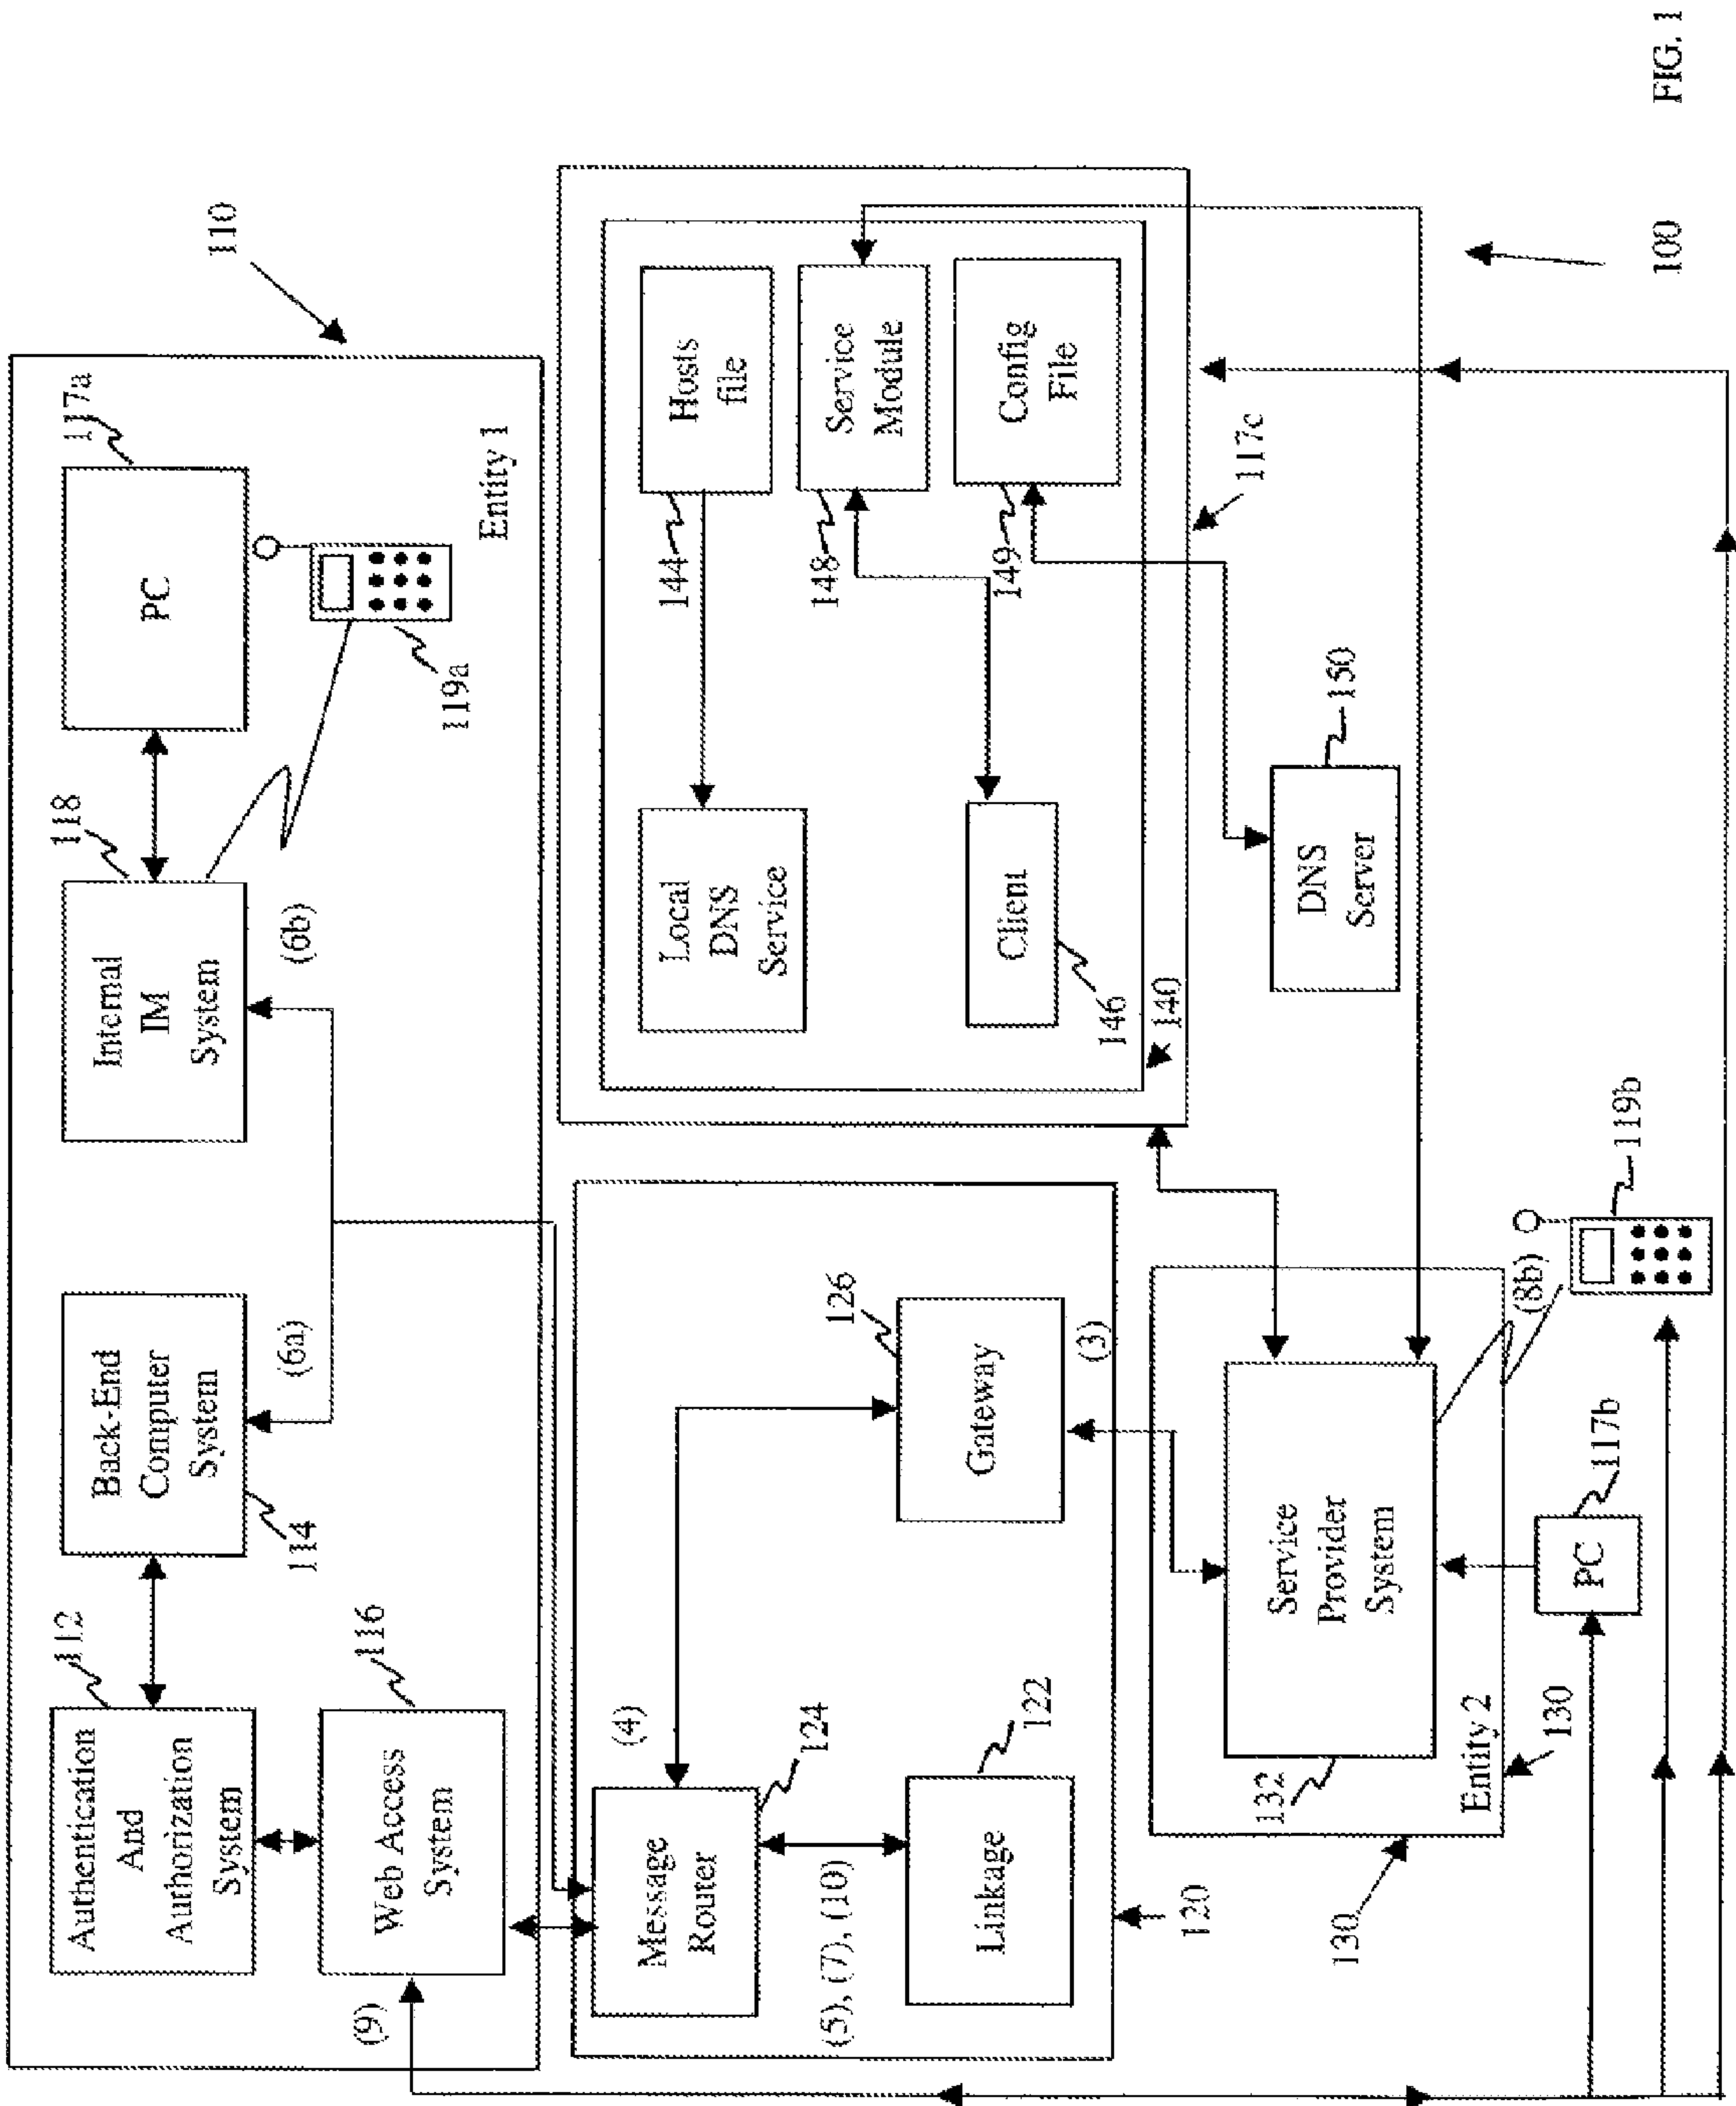 110
Authentication
And
Authorization
System
112
Back-End
Computer
System
114
(6a)
Internal
IM
System
118
(6b)
PC
117a
119a
Entity 1
Web Access
System
116
(9)
Message
Router
124
(4)
(5), (7), (10)
Linkage
122
Gateway
126
(3)
120
Hosts
file
144
Local
DNS
Service
Service
Module
148
Config
File
149
Client
146
140
117c
DNS
Server
150
Service
Provider
System
132
Entity 2
130
130
(8b)
PC
117b
119b
100
FIG. 1